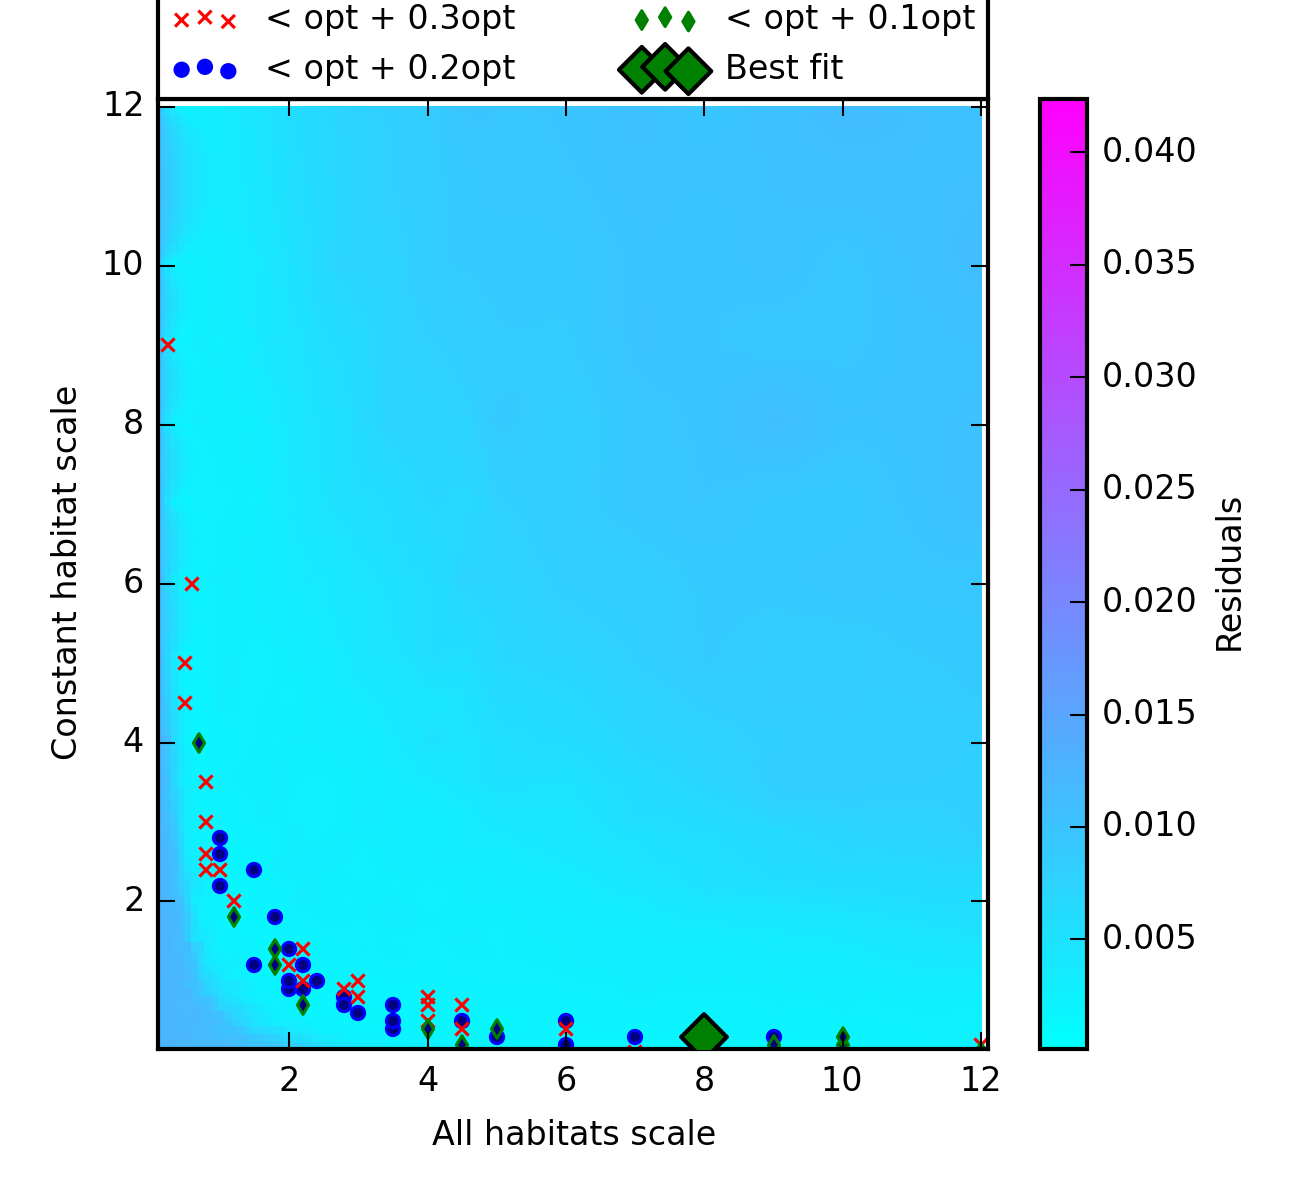 < opt + 0.3opt
< opt + 0.1opt
< opt + 0.2opt
Best fit
12
10
8
6
4
2
Constant habitat scale
2 4 6 8 10 12
All habitats scale
0.040
0.035
0.030
0.025
0.020
0.015
0.010
0.005
Residuals